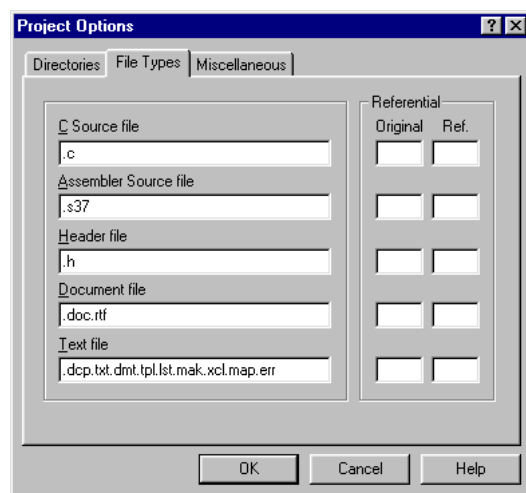 Project Options
Directories File Types Miscellaneous
Referential
C Source file Original Ref.
.c
Assembler Source file
.s37
Header file
.h
Document file
.doc.rtf
Text file
.dcp.txt.dmt.tpl.lst.mak.xcl.map.err
OK Cancel Help